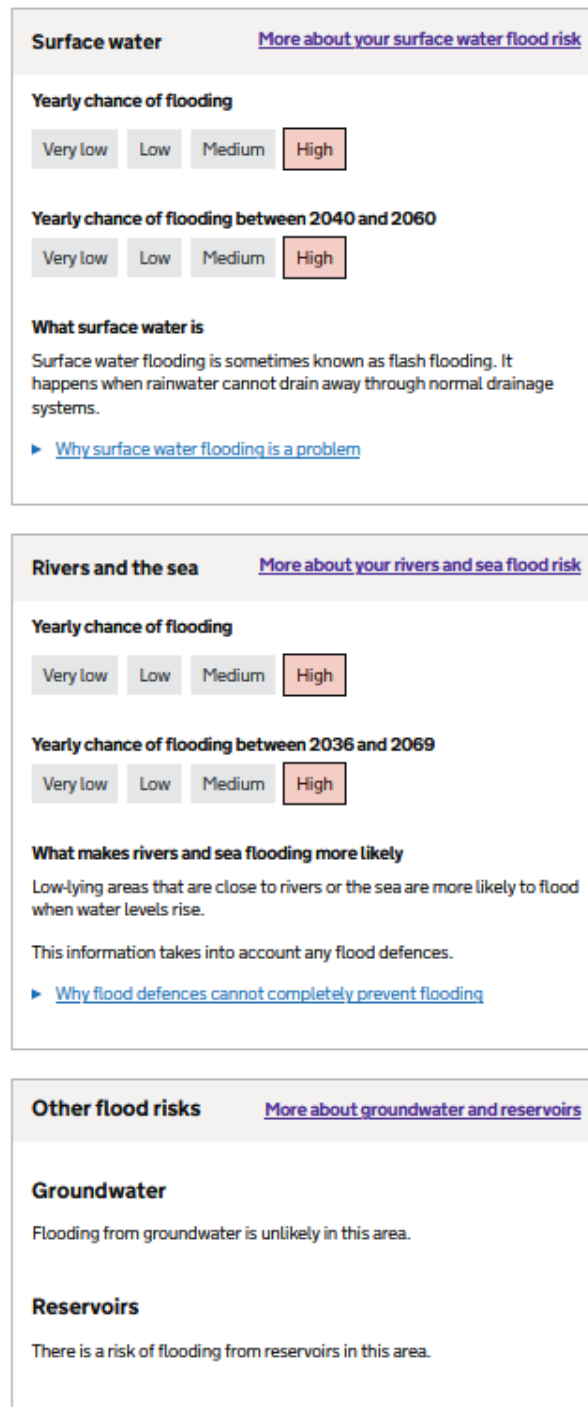 Surface water More about your surface water flood risk
Yearly chance of flooding
Very low Low Medium High
Yearly chance of flooding between 2040 and 2060
Very low Low Medium High
What surface water is
Surface water flooding is sometimes known as flash flooding. It
happens when rainwater cannot drain away through normal drainage
systems.
► Why surface water flooding is a problem
Rivers and the sea More about your rivers and sea flood risk
Yearly chance of flooding
Very low Low Medium High
Yearly chance of flooding between 2036 and 2069
Very low Low Medium High
What makes rivers and sea flooding more likely
Low-lying areas that are close to rivers or the sea are more likely to flood
when water levels rise.
This information takes into account any flood defences.
► Why flood defences cannot completely prevent flooding
Other flood risks More about groundwater and reservoirs
Groundwater
Flooding from groundwater is unlikely in this area.
Reservoirs
There is a risk of flooding from reservoirs in this area.